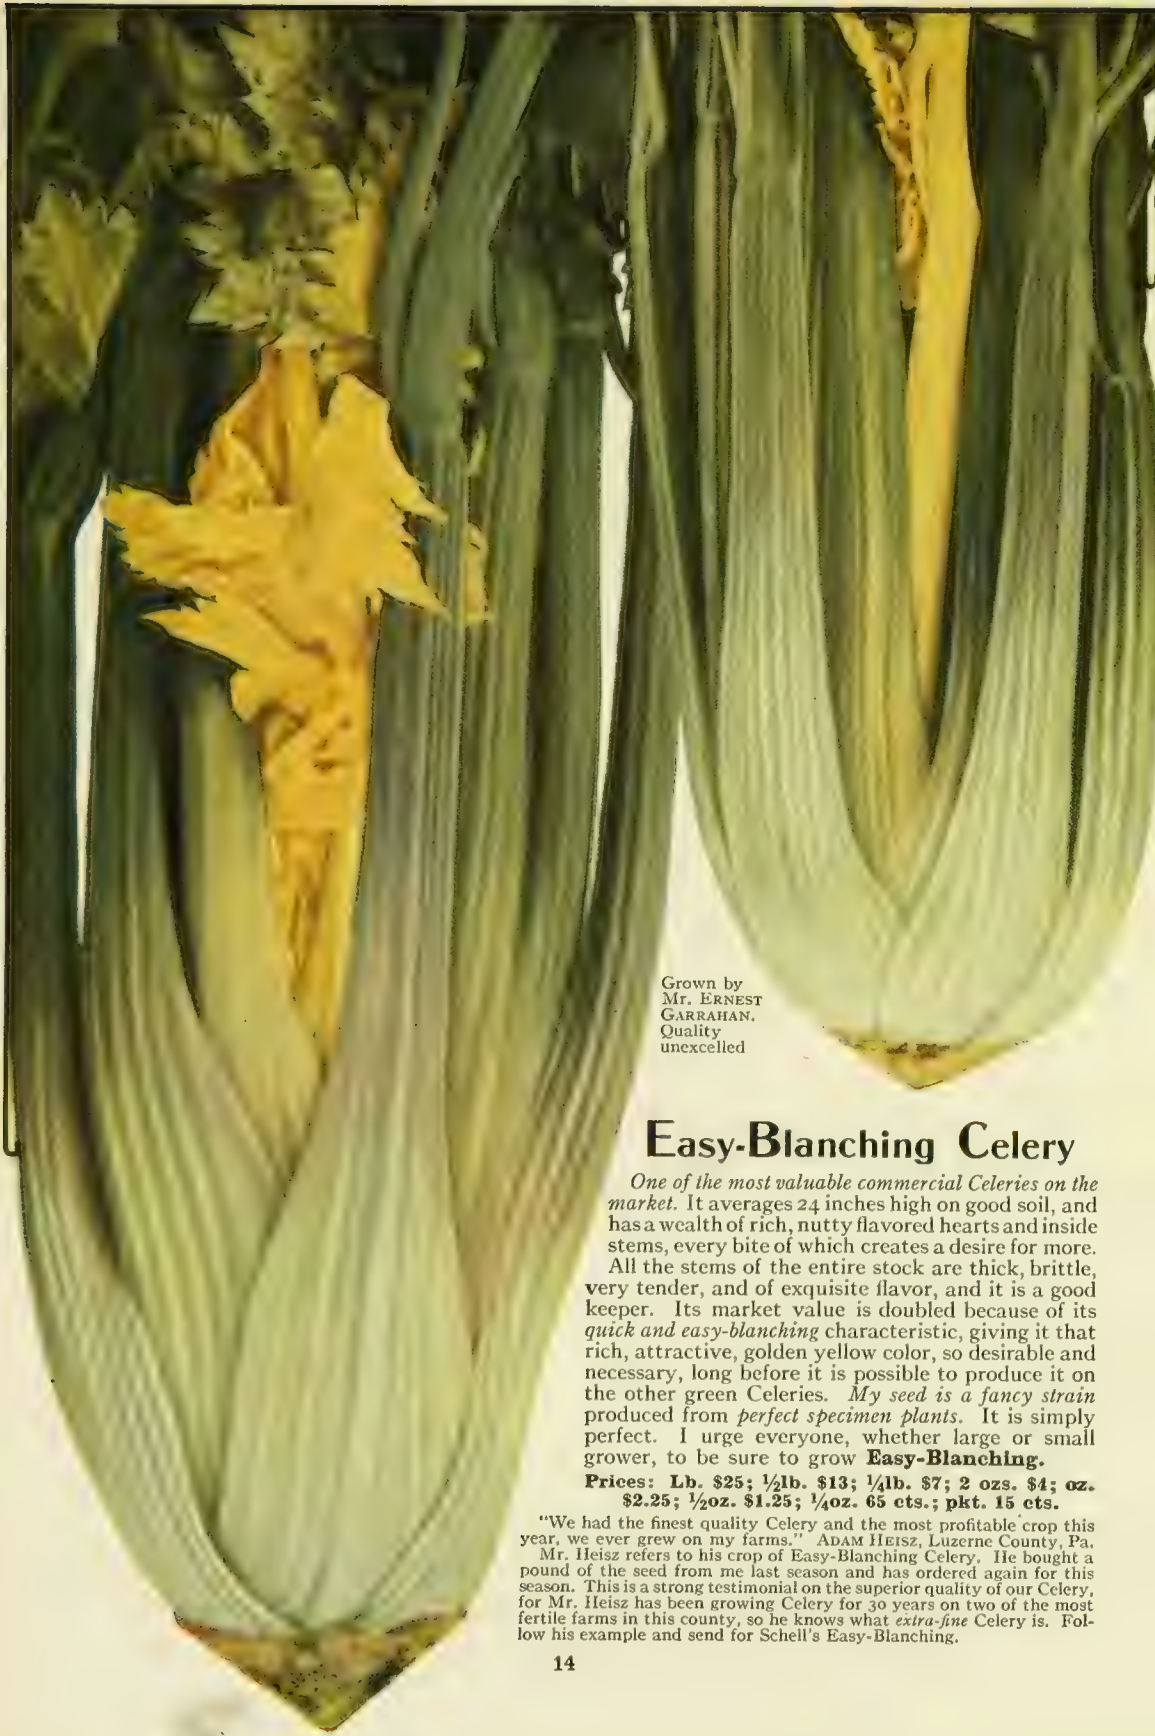 Grown by
Mr. ERNEST
GARRAHAN.
Quality
unexcelled
Easy-Blanching Celery
One of the most valuable commercial Celeries on the
market. It averages 24 inches high on good soil, and
has a wealth of rich, nutty flavored hearts and inside
stems, every bite of which creates a desire for more.
All the stems of the entire stock are thick, brittle,
very tender, and of exquisite flavor, and it is a good
keeper. Its market value is doubled because of its
quick and easy-blanching characteristic, giving it that
rich, attractive, golden yellow color, so desirable and
necessary, long before it is possible to produce it on
the other green Celeries. My seed is a fancy strain
produced from perfect specimen plants. It is simply
perfect. I urge everyone, whether large or small
grower, to be sure to grow Easy-Blanching.
Prices: Lb. $25; ½lb. $13; ¼lb. $7; 2 ozs. $4; oz.
$2.25; ½oz. $1.25; ¼oz. 65 cts.; pkt. 15 cts.
"We had the finest quality Celery and the most profitable crop this
year, we ever grew on my farms." ADAM HEISZ, Luzerne County, Pa.
Mr. Heisz refers to his crop of Easy-Blanching Celery. He bought a
pound of the seed from me last season and has ordered again for this
season. This is a strong testimonial on the superior quality of our Celery,
for Mr. Heisz has been growing Celery for 30 years on two of the most
fertile farms in this county, so he knows what extra-fine Celery is. Fol-
low his example and send for Schell's Easy-Blanching.
14